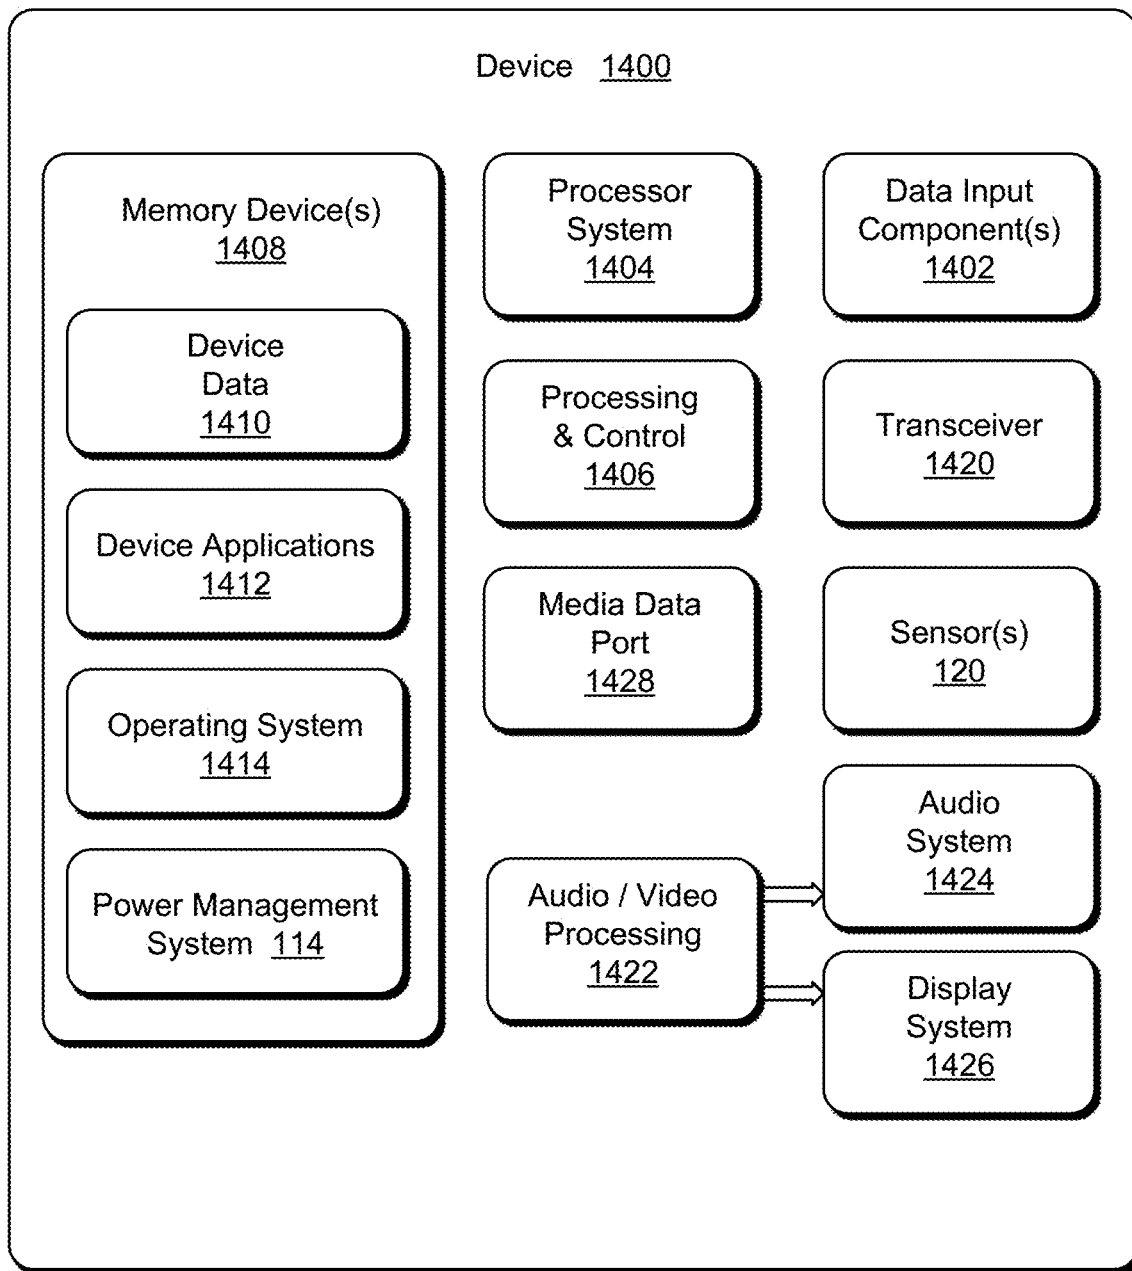 Device 1400
Memory Device(s)
1408
Device
Data
1410
Device Applications
1412
Operating System
1414
Power Management
System 114
Processor
System
1404
Processing
& Control
1406
Media Data
Port
1428
Audio / Video
Processing
1422
Data Input
Component(s)
1402
Transceiver
1420
Sensor(s)
120
Audio
System
1424
Display
System
1426